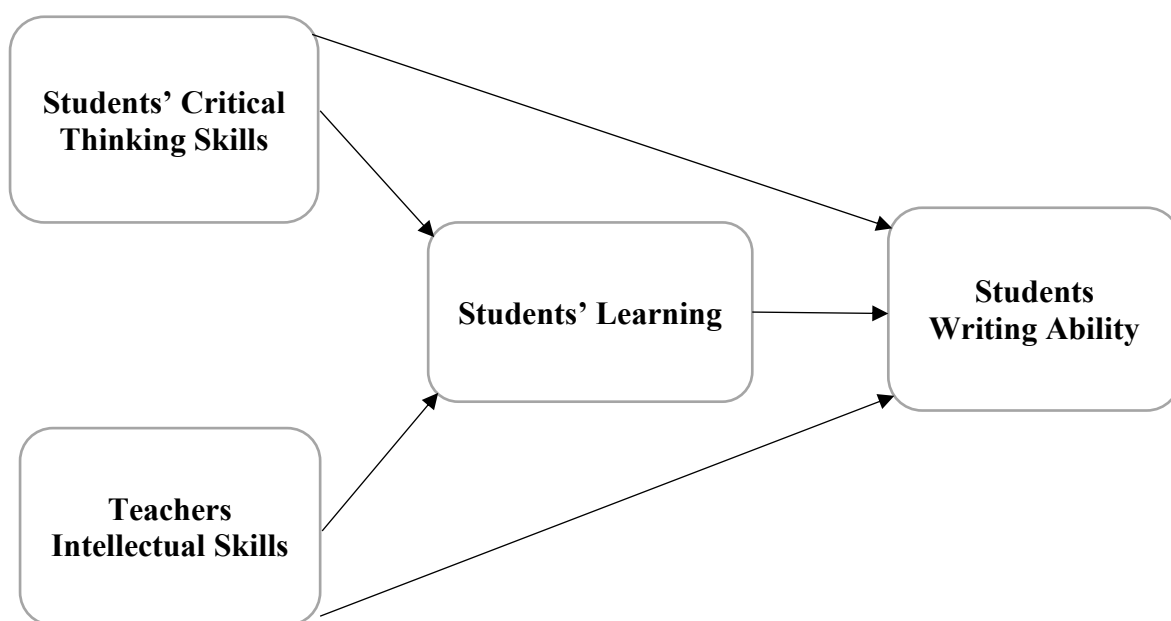 Students’ Critical
Thinking Skills
Students’ Learning
Students
Writing Ability
Teachers
Intellectual Skills